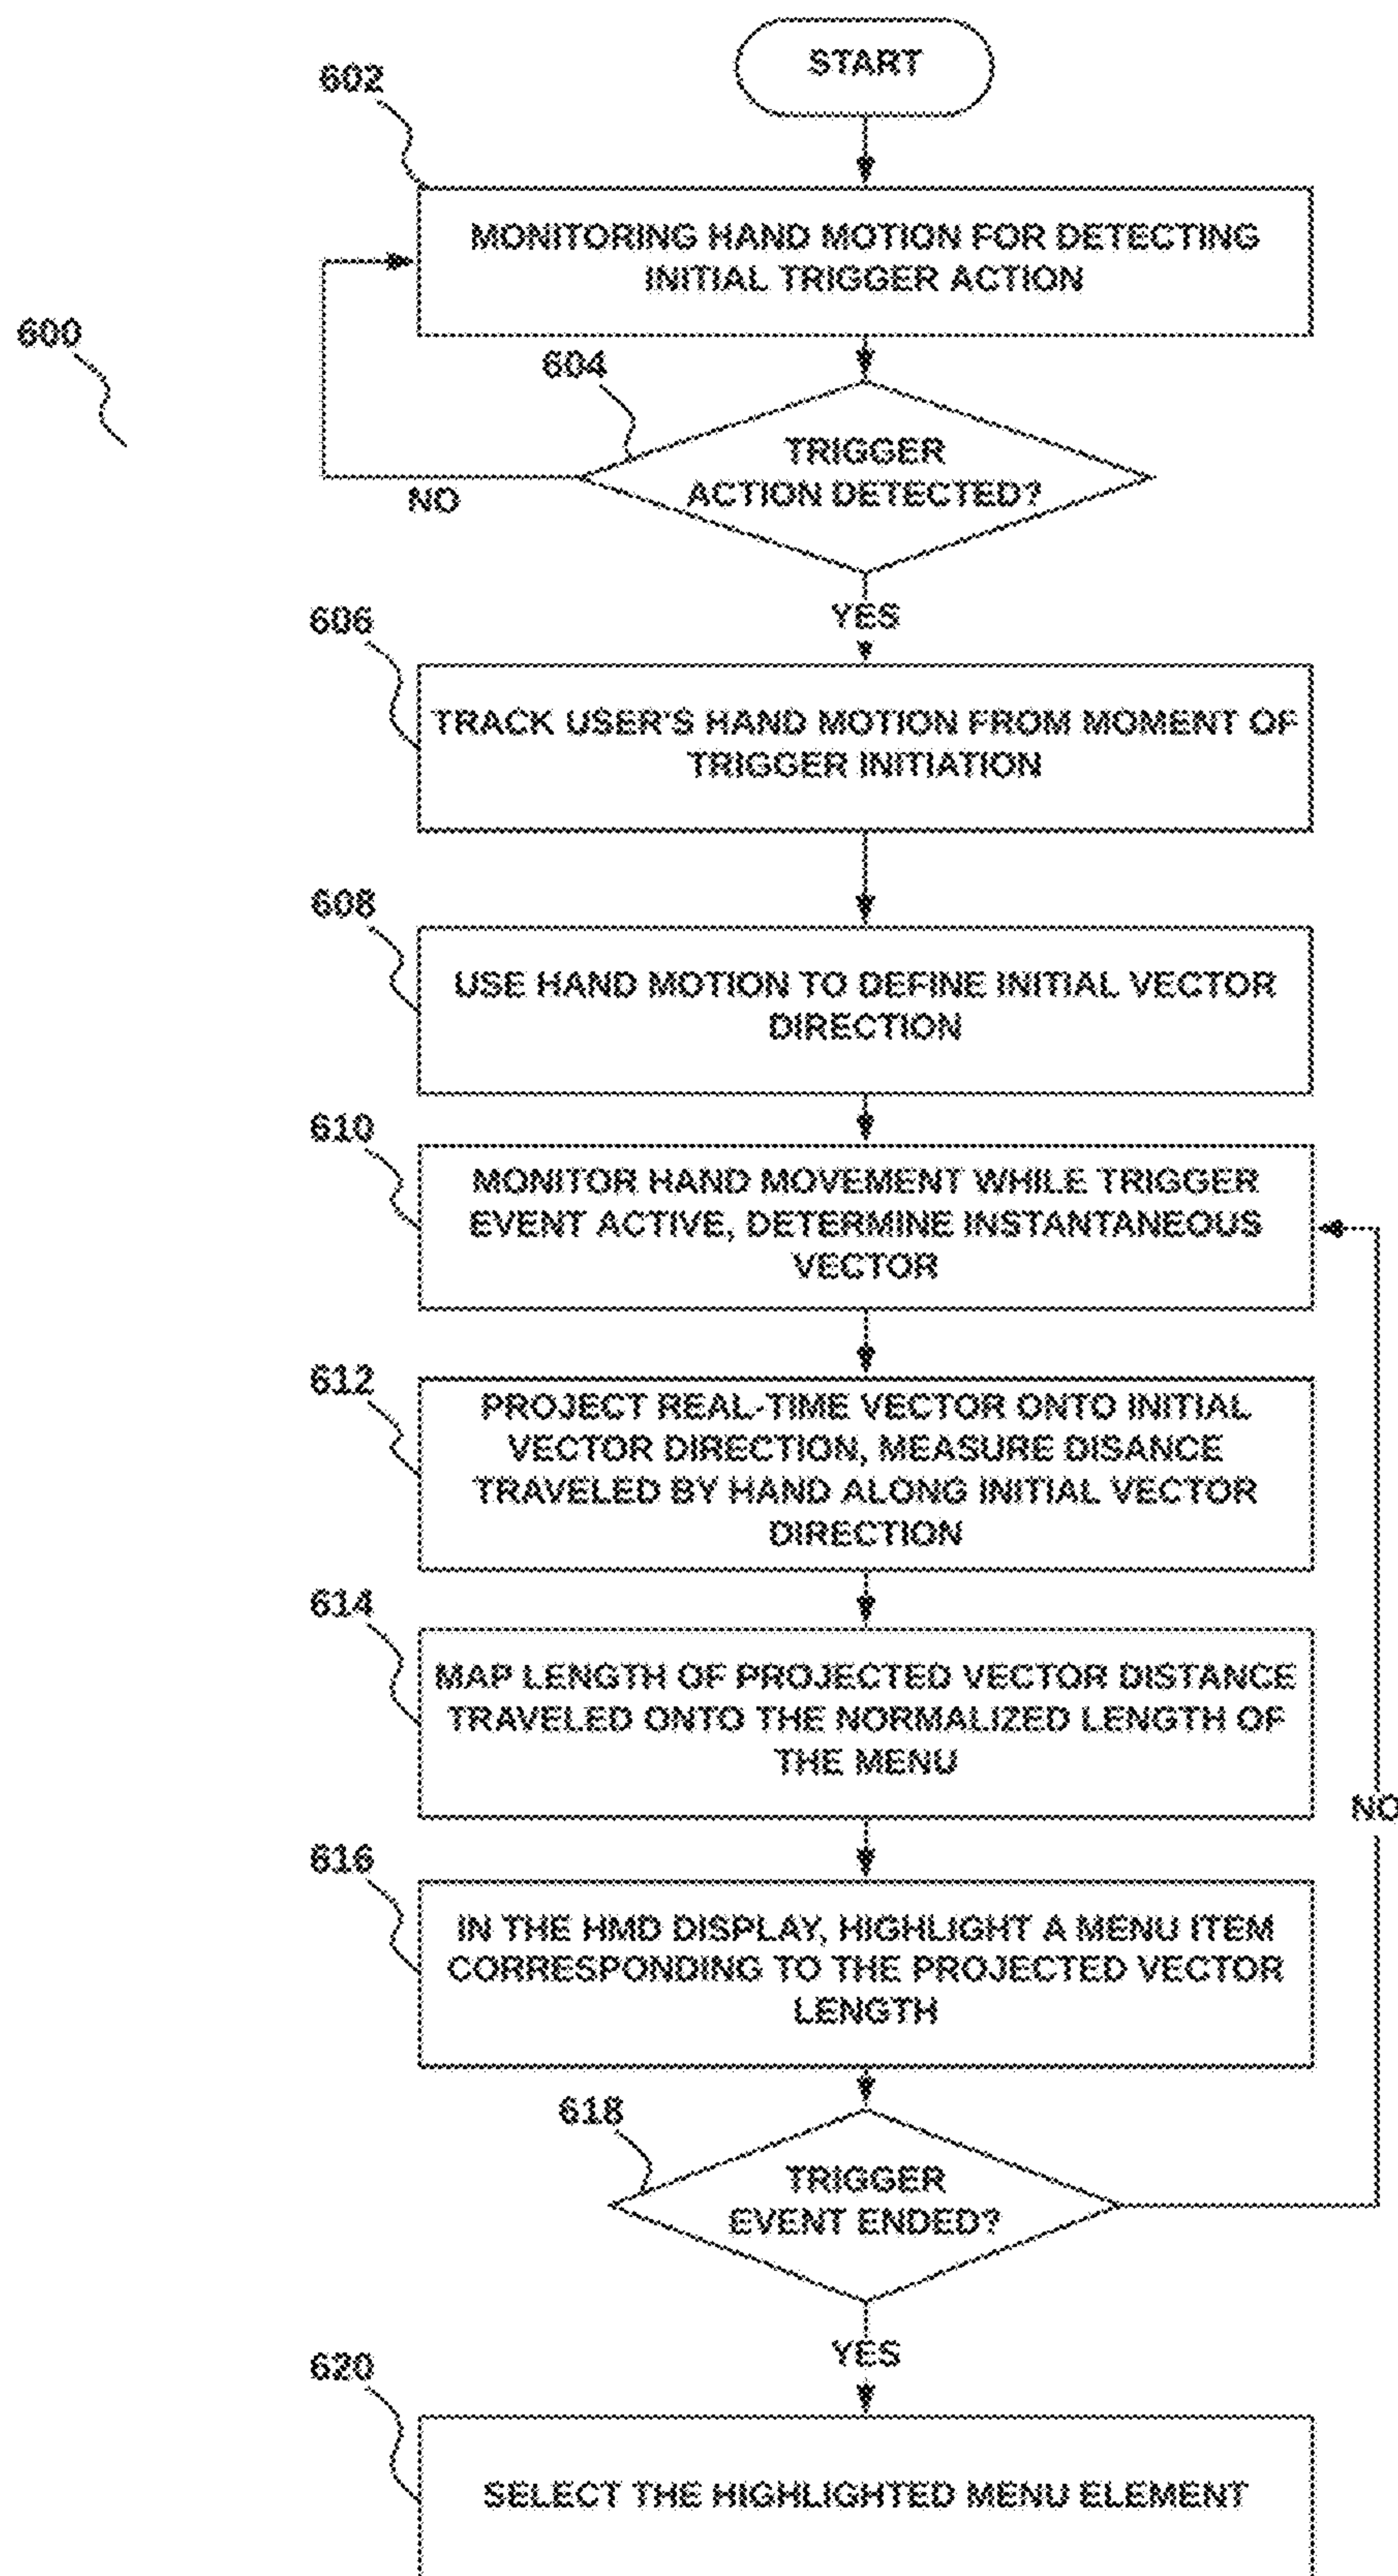 START
602
MONITORING HAND MOTION FOR DETECTING
INITIAL TRIGGER ACTION
600
604
TRIGGER
ACTION DETECTED?
NO
YES
606
TRACK USER'S HAND MOTION FROM MOMENT OF
TRIGGER INITIATION
608
USE HAND MOTION TO DEFINE INITIAL VECTOR
DIRECTION
610
MONITOR HAND MOVEMENT WHILE TRIGGER
EVENT ACTIVE, DETERMINE INSTANTANEOUS
VECTOR
612
PROJECT REAL-TIME VECTOR ONTO INITIAL
VECTOR DIRECTION, MEASURE DISANCE
TRAVELED BY HAND ALONG INITIAL VECTOR
DIRECTION
614
MAP LENGTH OF PROJECTED VECTOR DISTANCE
TRAVELED ONTO THE NORMALIZED LENGTH OF
THE MENU
NO
616
IN THE HMD DISPLAY, HIGHLIGHT A MENU ITEM
CORRESPONDING TO THE PROJECTED VECTOR
LENGTH
618
TRIGGER
EVENT ENDED?
YES
620
SELECT THE HIGHLIGHTED MENU ELEMENT